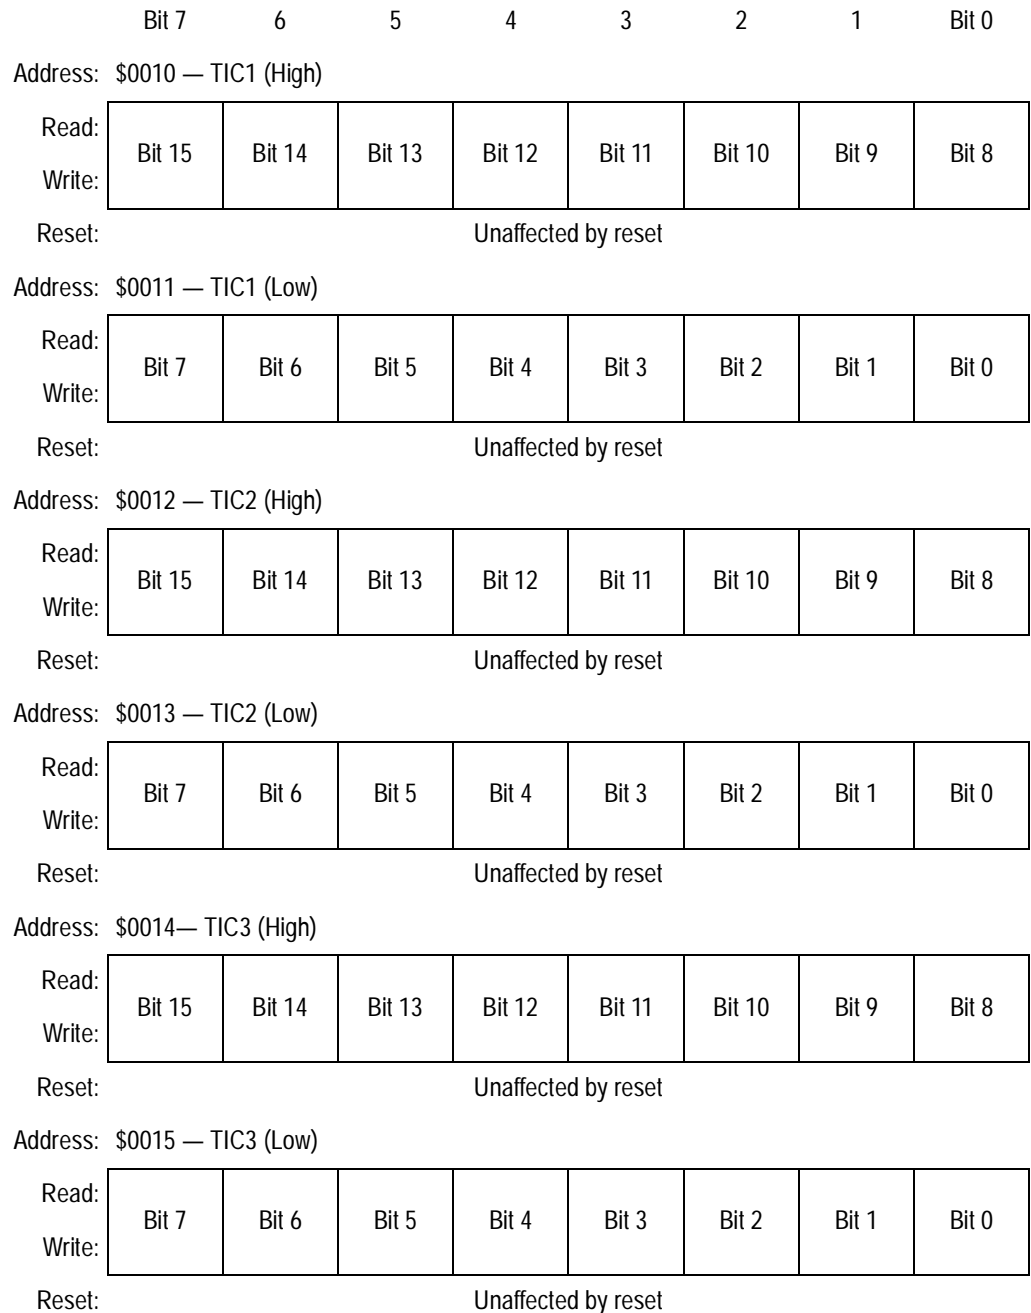 Bit 7 6 5 4 3 2 1 Bit 0
Address: $0010 — TIC1 (High)
Read:
Bit 15 Bit 14 Bit 13 Bit 12 Bit 11 Bit 10 Bit 9 Bit 8
Write:
Reset: Unaffected by reset
Address: $0011 — TIC1 (Low)
Read:
Bit 7 Bit 6 Bit 5 Bit 4 Bit 3 Bit 2 Bit 1 Bit 0
Write:
Reset: Unaffected by reset
Address: $0012 — TIC2 (High)
Read:
Bit 15 Bit 14 Bit 13 Bit 12 Bit 11 Bit 10 Bit 9 Bit 8
Write:
Reset: Unaffected by reset
Address: $0013 — TIC2 (Low)
Read:
Bit 7 Bit 6 Bit 5 Bit 4 Bit 3 Bit 2 Bit 1 Bit 0
Write:
Reset: Unaffected by reset
Address: $0014— TIC3 (High)
Read:
Bit 15 Bit 14 Bit 13 Bit 12 Bit 11 Bit 10 Bit 9 Bit 8
Write:
Reset: Unaffected by reset
Address: $0015 — TIC3 (Low)
Read:
Bit 7 Bit 6 Bit 5 Bit 4 Bit 3 Bit 2 Bit 1 Bit 0
Write:
Reset: Unaffected by reset